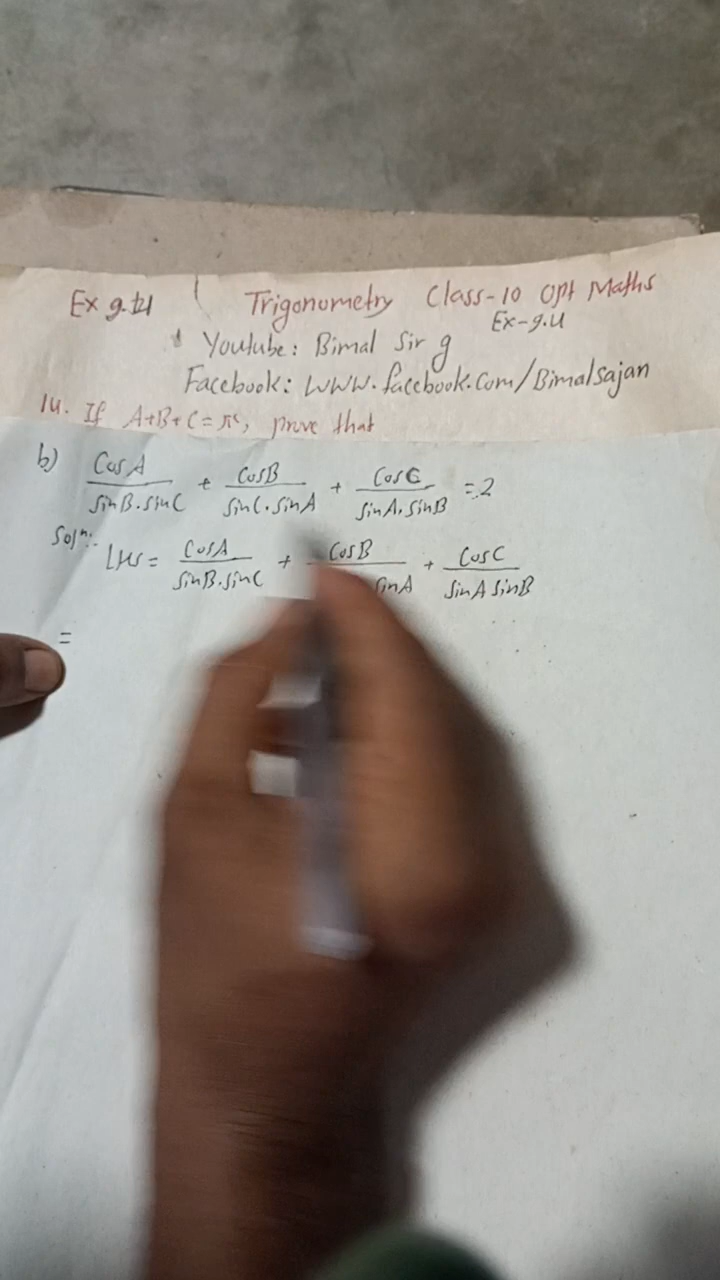 Ex 9.4 Trigonometry Class-10 Opt Maths
Ex-9.4
Youtube: Bimal Sir g
Facebook: www.facebook.com/Bimalsajan
14. If A+B+C=πᶜ, prove that
b) CosA/sinB.sinC + CosB/sinC.sinA + CosC/sinA.sinB = 2
Solⁿ:- LHS = CosA/sinB.sinC + CosB/sinA + CosC/sinA sinB
=